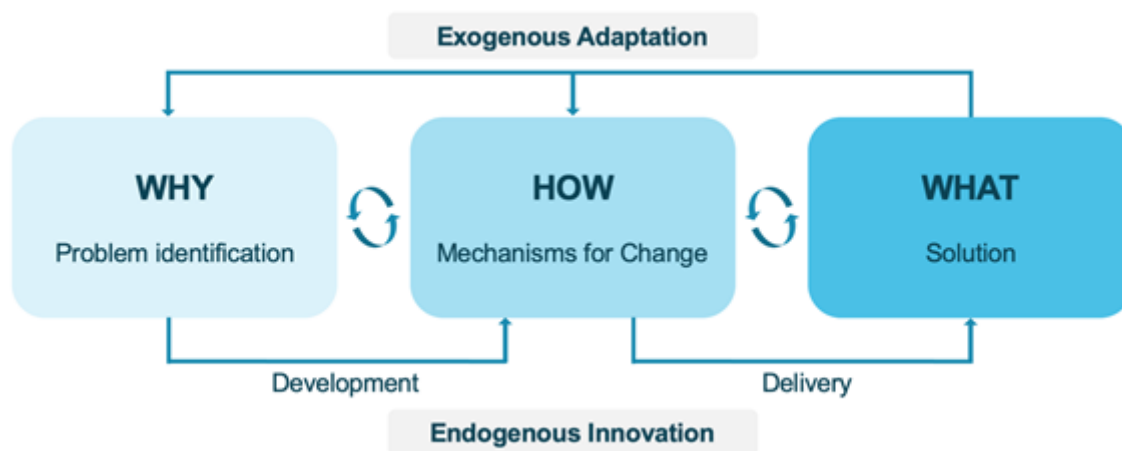 Exogenous Adaptation
WHY
Problem identification
HOW
Mechanisms for Change
WHAT
Solution
Development
Delivery
Endogenous Innovation